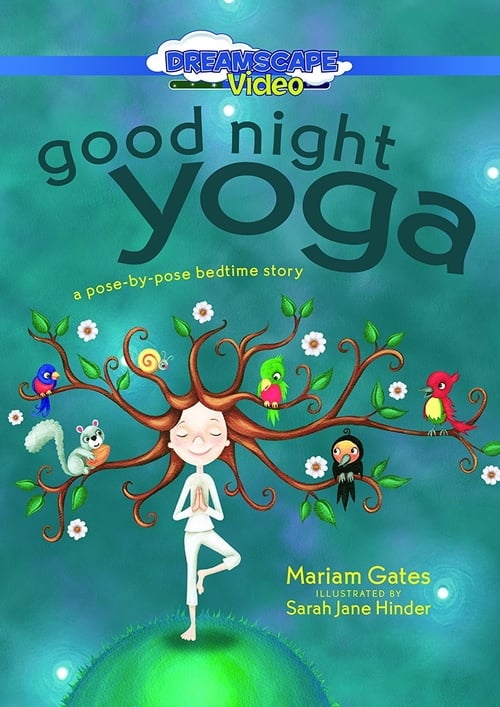 DREAMSCAPE
Video
good night
yoga
a pose-by-pose bedtime story
Mariam Gates
ILLUSTRATED BY
Sarah Jane Hinder